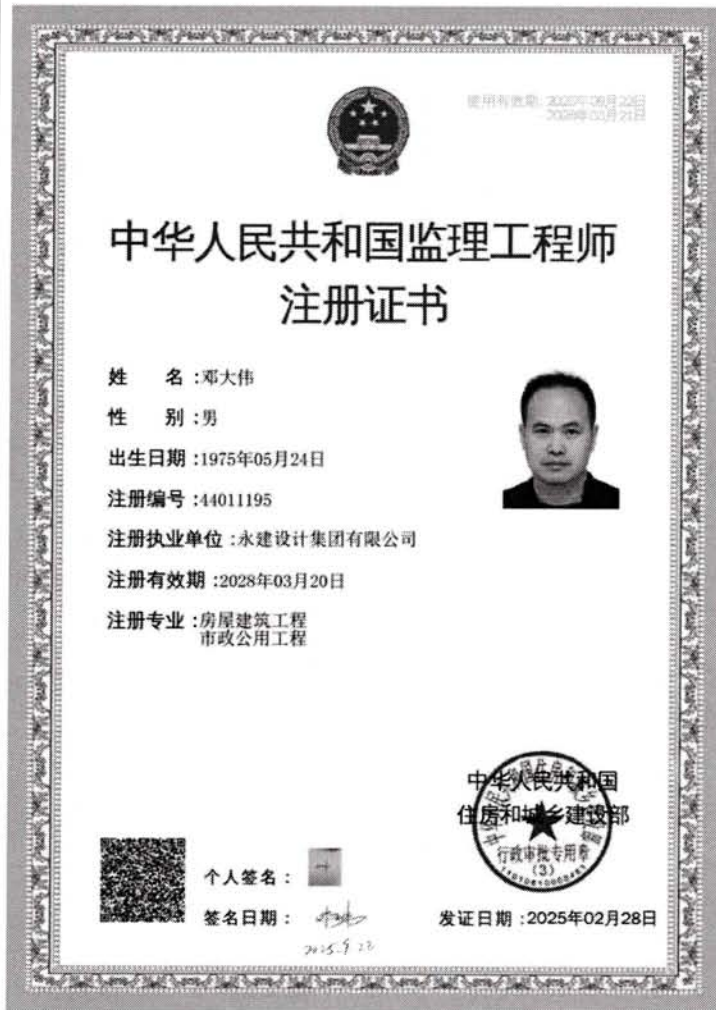 使用有效期:
中华人民共和国监理工程师
注册证书
姓 名：邓大伟
性 别：男
出生日期：1975年05月24日
注册编号：44011195
注册执业单位：永建设计集团有限公司
注册有效期：2028年03月20日
注册专业：房屋建筑工程
市政公用工程
中华人民共和国
住房和城乡建设部
行政审批专用章
(3)
个人签名：
签名日期：
发证日期：2025年02月28日